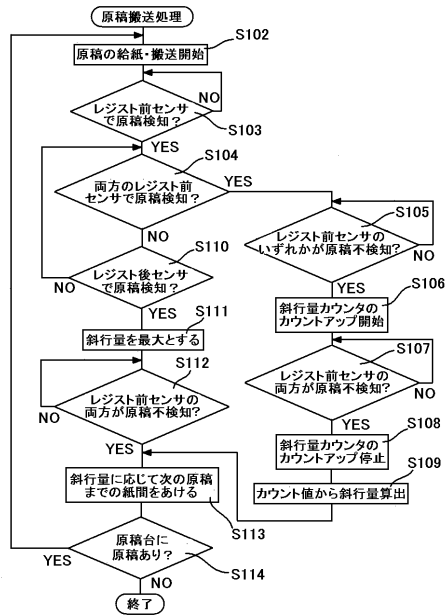 原稿搬送処理
S102
原稿の給紙・搬送開始
レジスト前センサ
で原稿検知?
NO
S103
YES
S104
両方のレジスト前
センサで原稿検知?
YES
NO
S105
レジスト前センサの
いずれかが原稿不検知?
NO
YES
S106
斜行量カウンタの
カウントアップ開始
S107
レジスト前センサの
両方が原稿不検知?
NO
YES
S108
斜行量カウンタの
カウントアップ停止
S109
カウント値から斜行量算出
S110
レジスト後センサ
で原稿検知?
NO
YES
S111
斜行量を最大とする
S112
レジスト前センサの
両方が原稿不検知?
NO
YES
斜行量に応じて次の原稿
までの紙間をあける
S113
原稿台に
原稿あり?
YES
S114
NO
終了